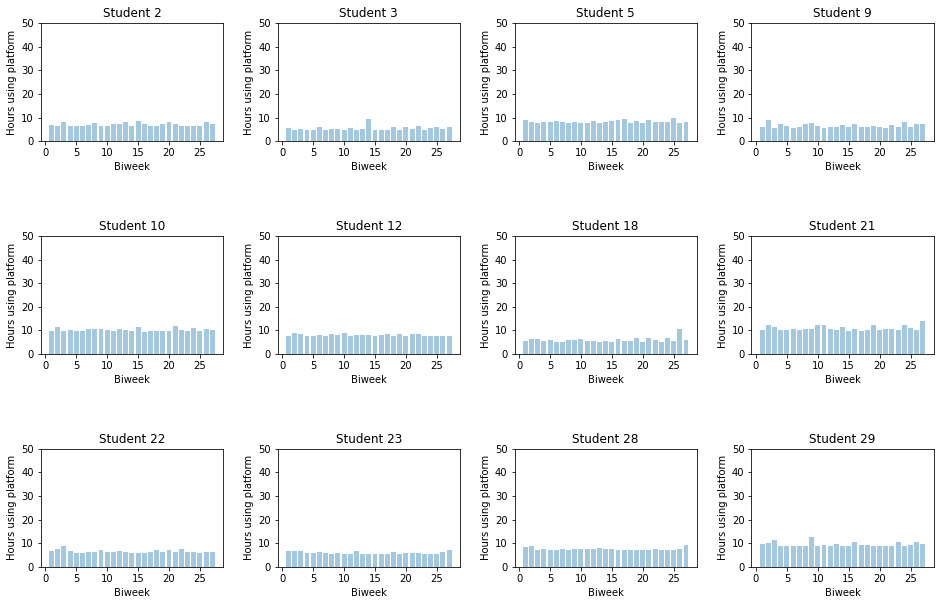 Student 2 Student 3 Student 5 Student 9
Hours using platform Hours using platform Hours using platform Hours using platform
50 50 50 50
40 40 40 40
30 30 30 30
20 20 20 20
10 10 10 10
0 0 0 0
0 5 10 15 20 25 0 5 10 15 20 25 0 5 10 15 20 25 0 5 10 15 20 25
Biweek Biweek Biweek Biweek
Student 10 Student 12 Student 18 Student 21
Hours using platform Hours using platform Hours using platform Hours using platform
50 50 50 50
40 40 40 40
30 30 30 30
20 20 20 20
10 10 10 10
0 0 0 0
0 5 10 15 20 25 0 5 10 15 20 25 0 5 10 15 20 25 0 5 10 15 20 25
Biweek Biweek Biweek Biweek
Student 22 Student 23 Student 28 Student 29
Hours using platform Hours using platform Hours using platform Hours using platform
50 50 50 50
40 40 40 40
30 30 30 30
20 20 20 20
10 10 10 10
0 0 0 0
0 5 10 15 20 25 0 5 10 15 20 25 0 5 10 15 20 25 0 5 10 15 20 25
Biweek Biweek Biweek Biweek